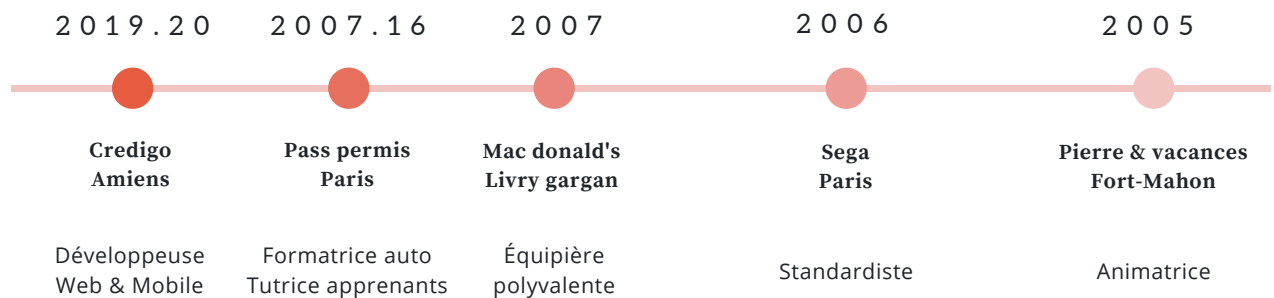 2019.20
2007.16
2007
2006
2005
Credigo
Amiens
Pass permis
Paris
Mac donald's
Livry gargan
Sega
Paris
Pierre & vacances
Fort-Mahon
Développeuse
Web & Mobile
Formatrice auto
Tutrice apprenants
Équipière
polyvalente
Standardiste
Animatrice